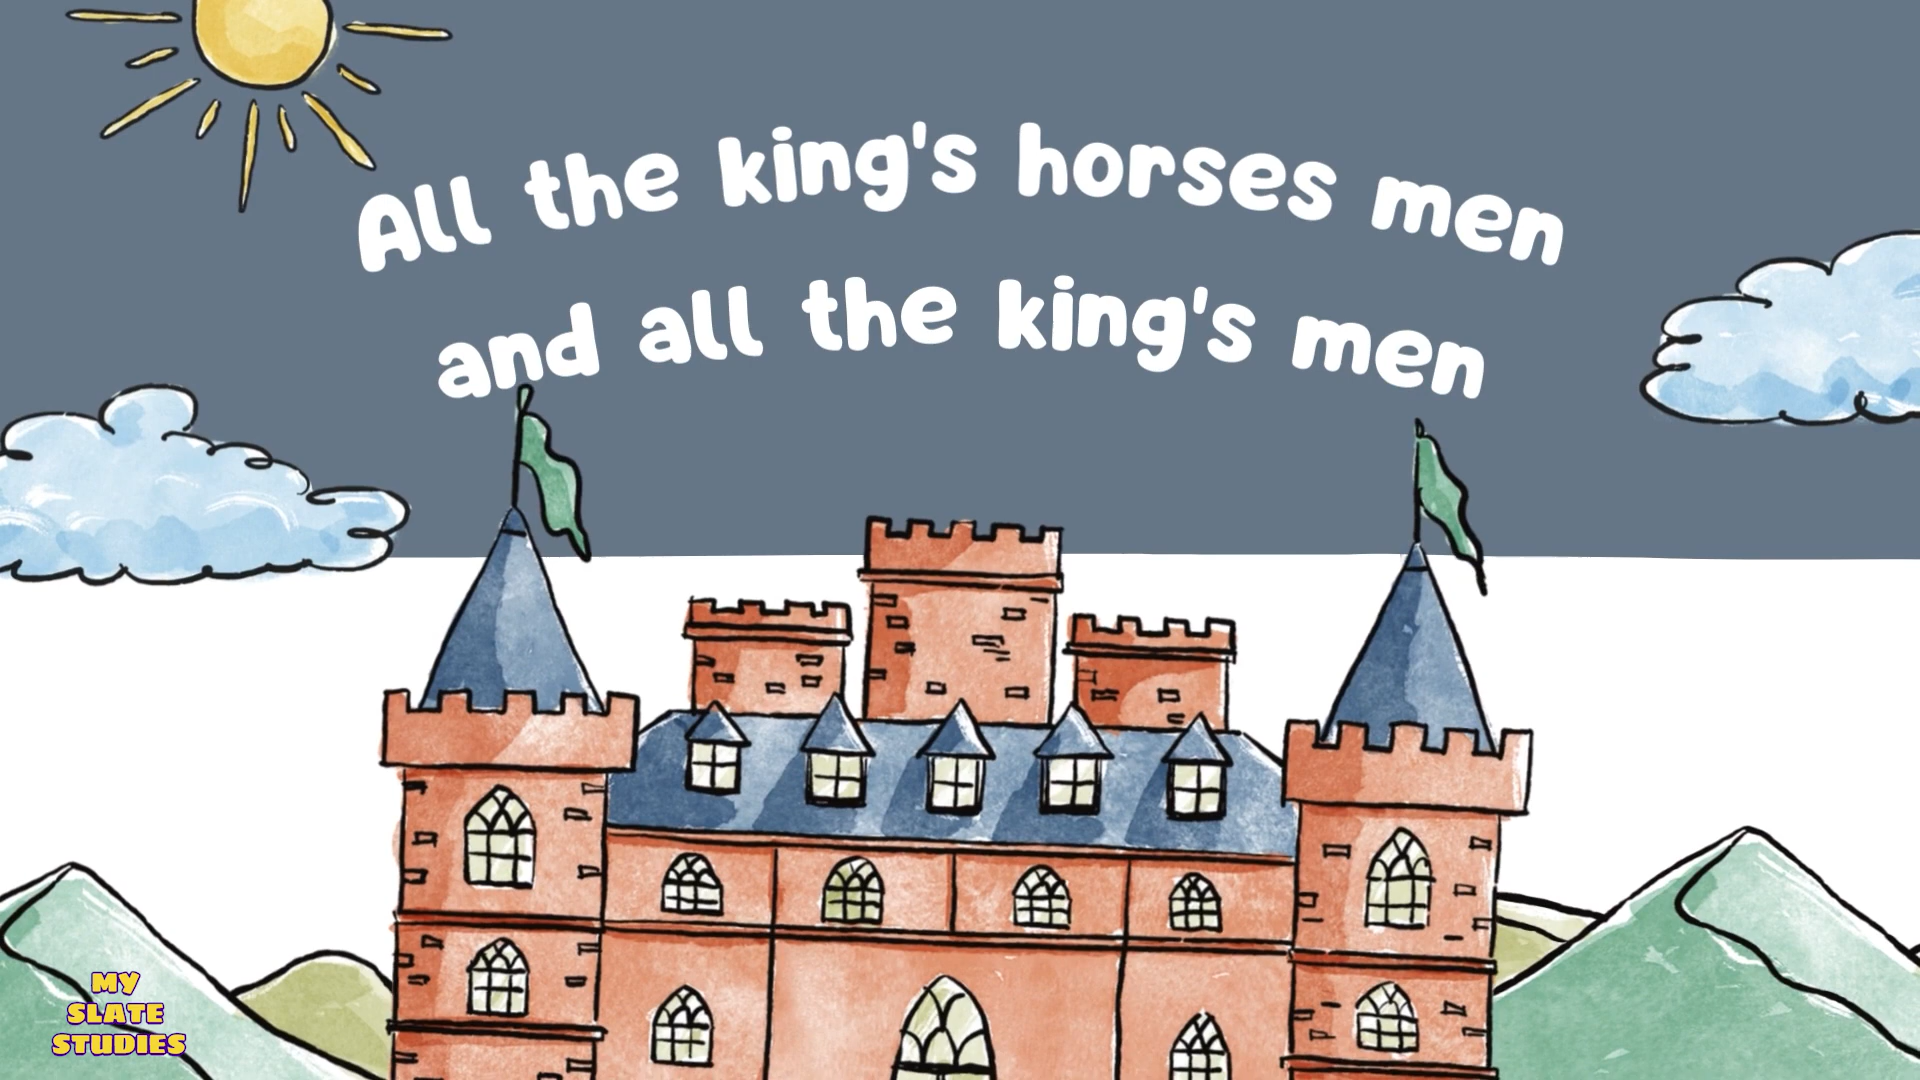 All the king's horses men
and all the king's men
MY
SLATE
STUDIES